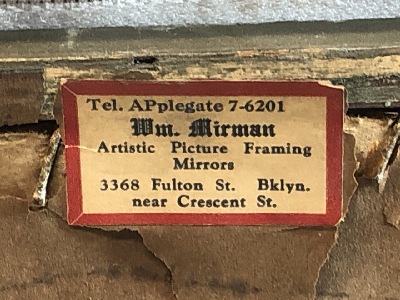 Tel. APplegate 7-6201
Wm. Mirman
Artistic Picture Framing
Mirrors
3368 Fulton St. Bklyn.
near Crescent St.